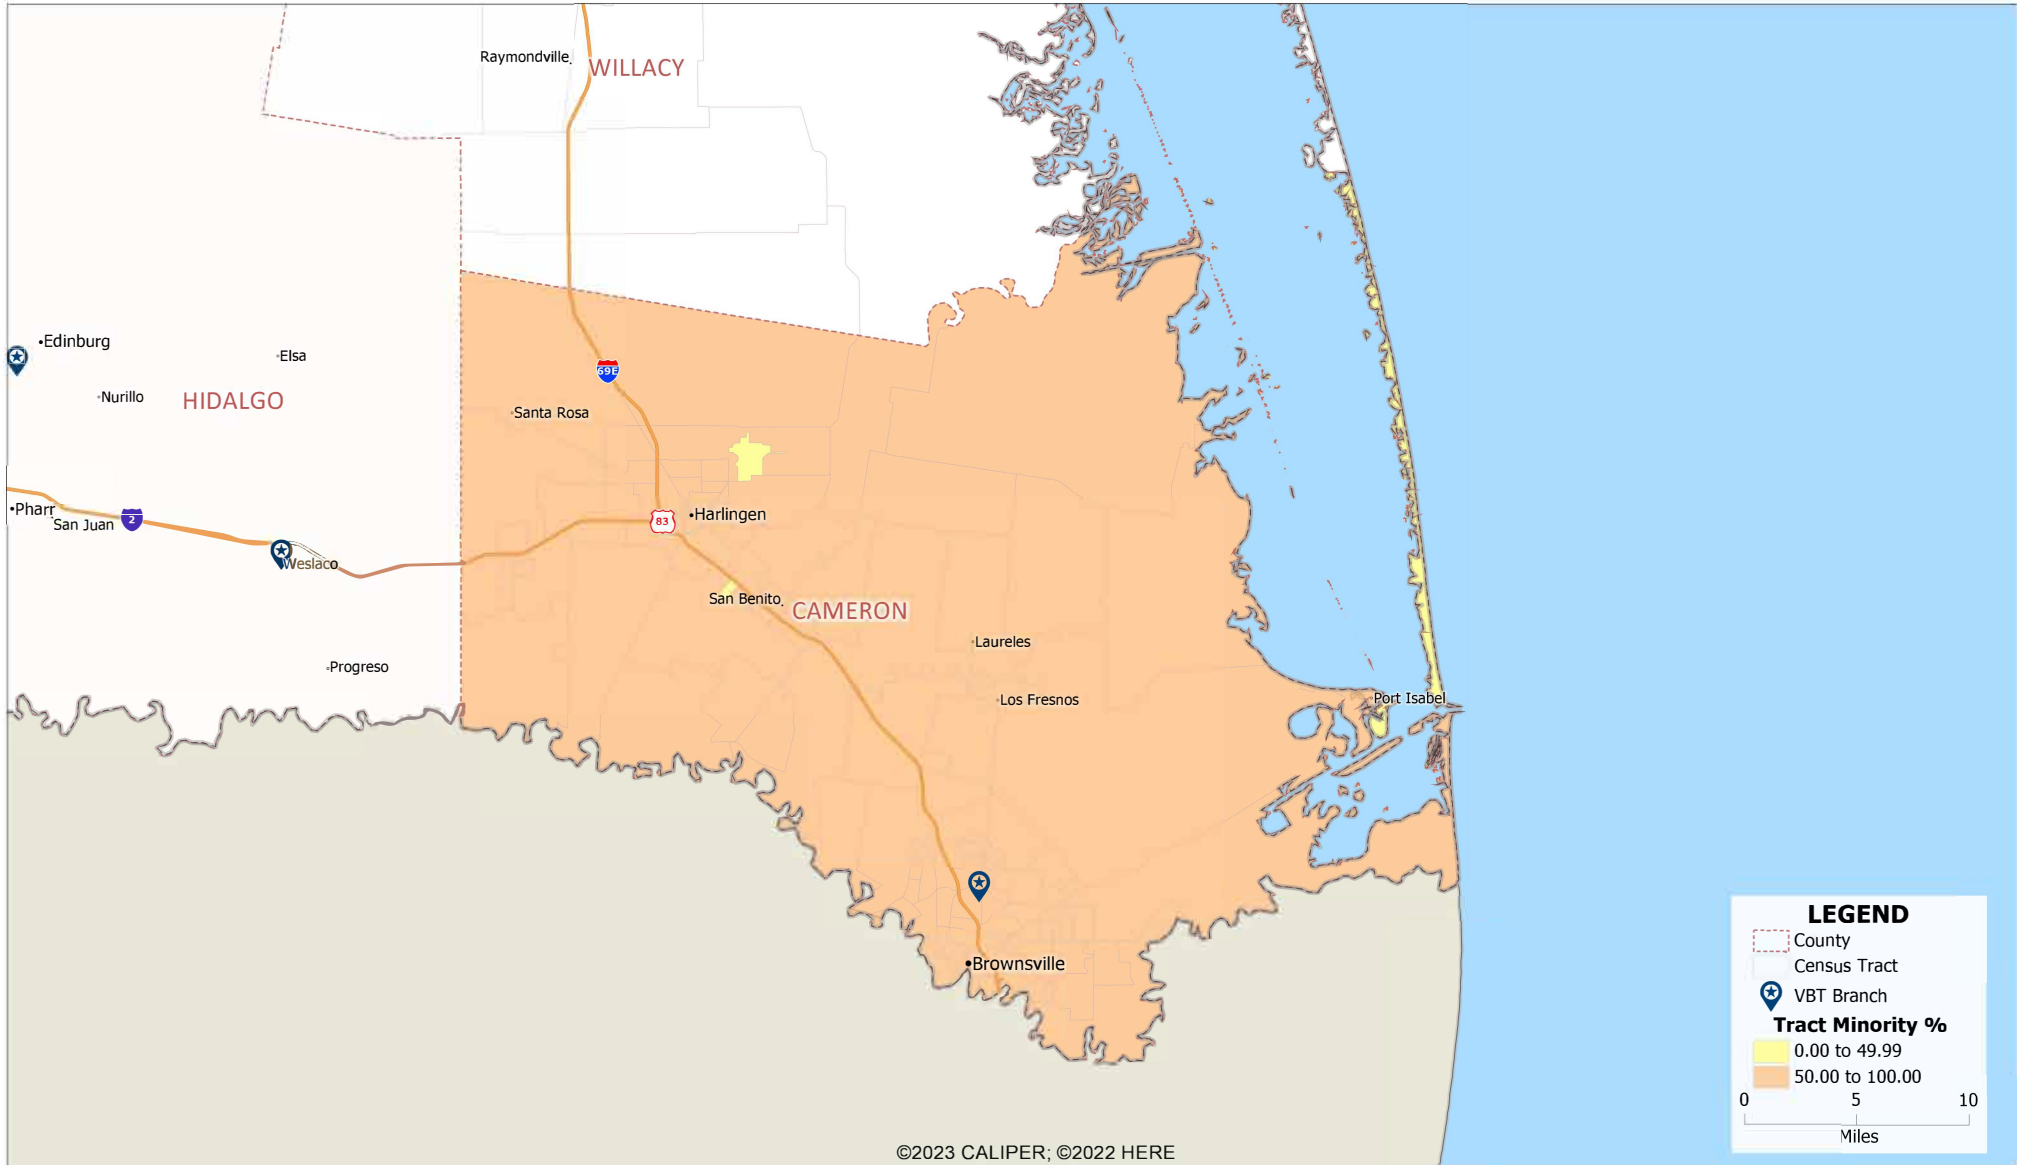 Raymondville
WILLACY
Edinburg
Elsa
Nurillo
HIDALGO
69E
Santa Rosa
Pharr
San Juan
2
83
Harlingen
Weslaco
San Benito
CAMERON
Laureles
Progreso
Los Fresnos
Port Isabel
Brownsville
LEGEND
County
Census Tract
VBT Branch
Tract Minority %
0.00 to 49.99
50.00 to 100.00
0 5 10
Miles
©2023 CALIPER; ©2022 HERE